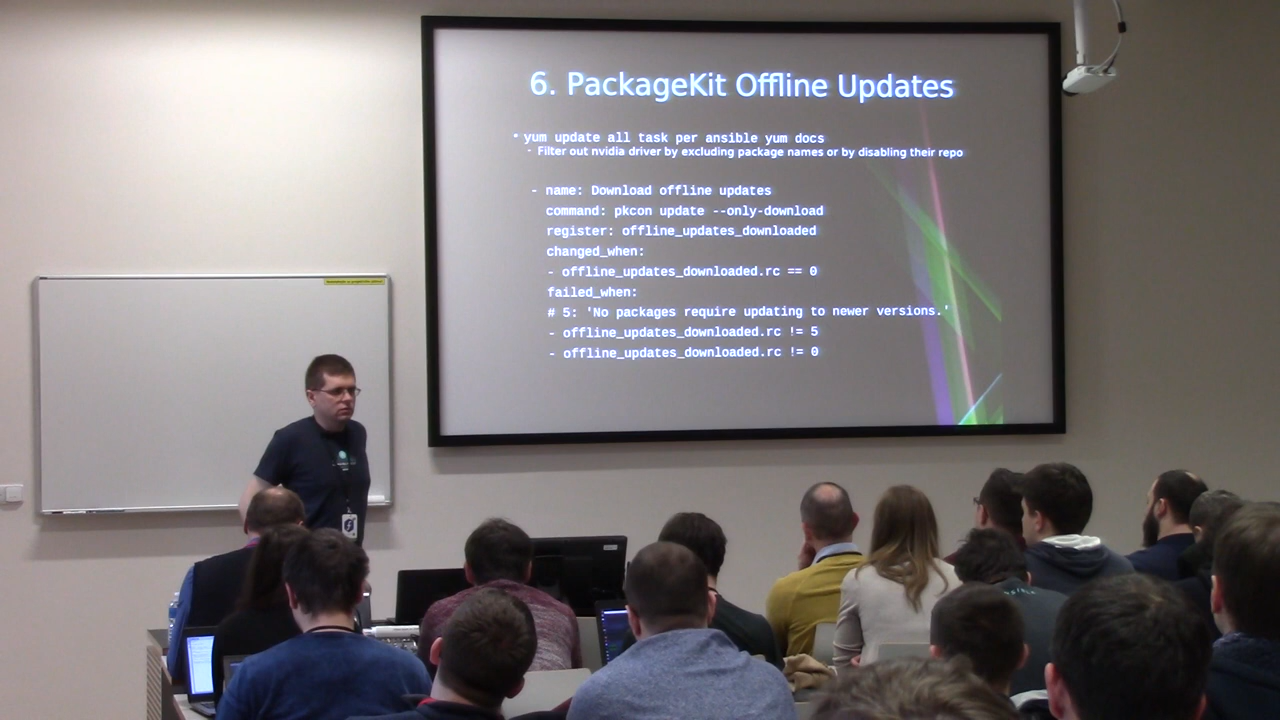 6. PackageKit Offline Updates
• yum update all task per ansible yum docs
- Filter out nvidia driver by excluding package names or by disabling their repo
- name: Download offline updates
command: pkcon update --only-download
register: offline_updates_downloaded
changed_when:
- offline_updates_downloaded.rc == 0
failed_when:
# 5: 'No packages require updating to newer versions.'
- offline_updates_downloaded.rc != 5
- offline_updates_downloaded.rc != 0